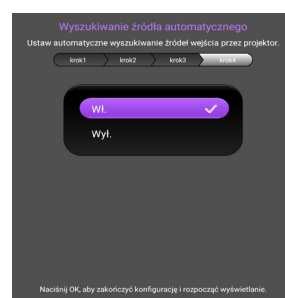 Wyszukiwanie źródła automatycznego
Ustaw automatyczne wyszukiwanie źródeł wejścia przez projektor.
krok1 krok2 krok3 krok4
Wł.
Wył.
Naciśnij OK, aby zakończyć konfigurację i rozpocząć wyświetlanie.